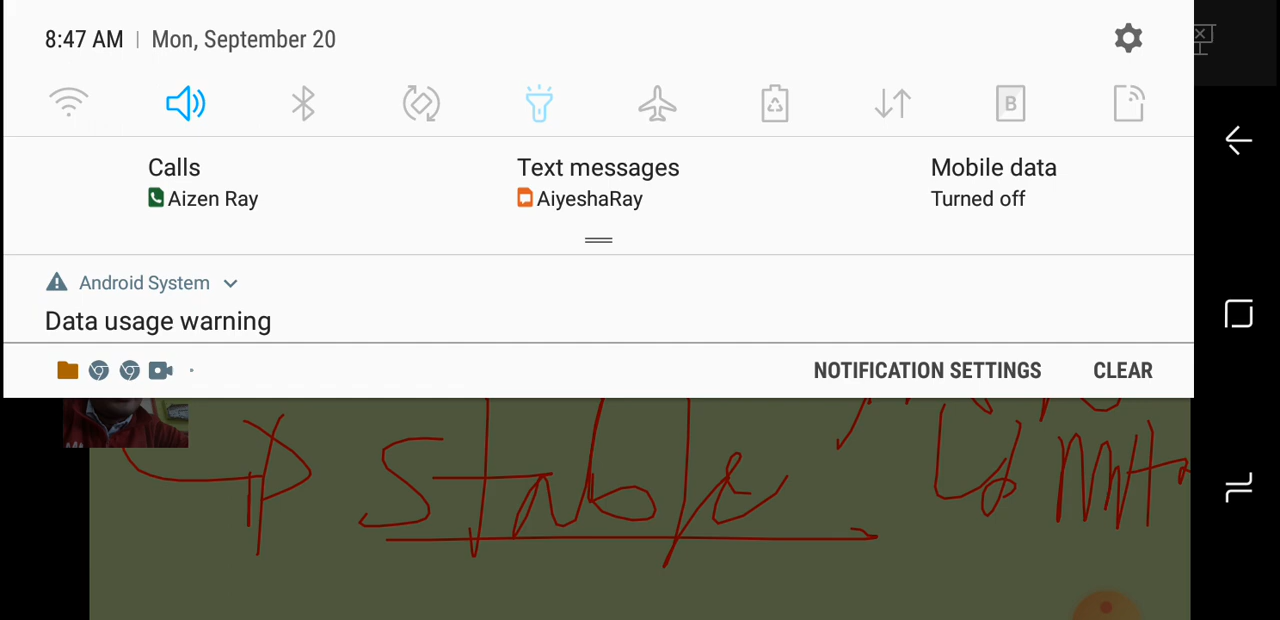 8:47 AM | Mon, September 20
B
Calls
Text messages
Mobile data
Aizen Ray
AiyeshaRay
Turned off
Android System
Data usage warning
NOTIFICATION SETTINGS
CLEAR
stable